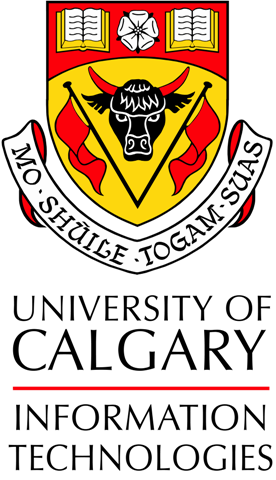 MO · SHÙILE · TOGAM · SUAS
UNIVERSITY OF
CALGARY
INFORMATION
TECHNOLOGIES